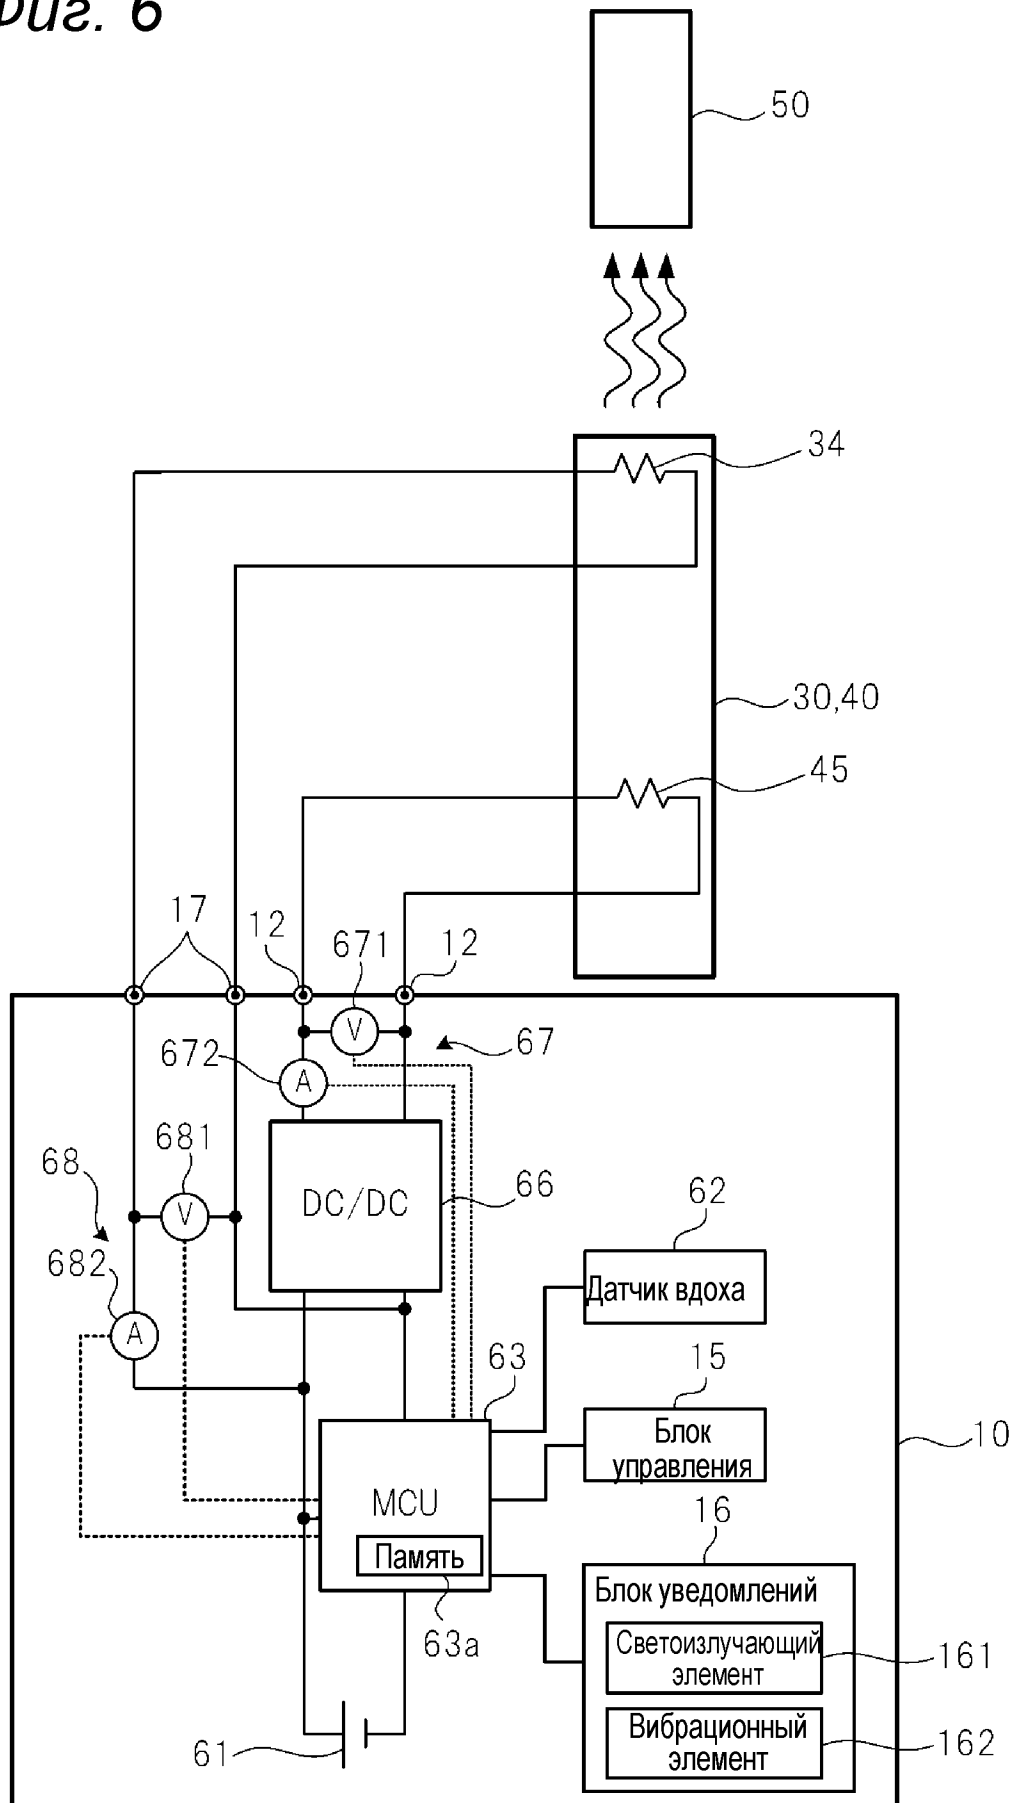 Фиг. 6
50
34
30,40
45
17
12
671
12
672
V
67
A
681
68
V
DC/DC
66
62
682
Датчик вдоха
A
63
15
Блок
управления
10
MCU
16
Память
Блок уведомлений
63a
Светоизлучающий
элемент
161
Вибрационный
элемент
162
61